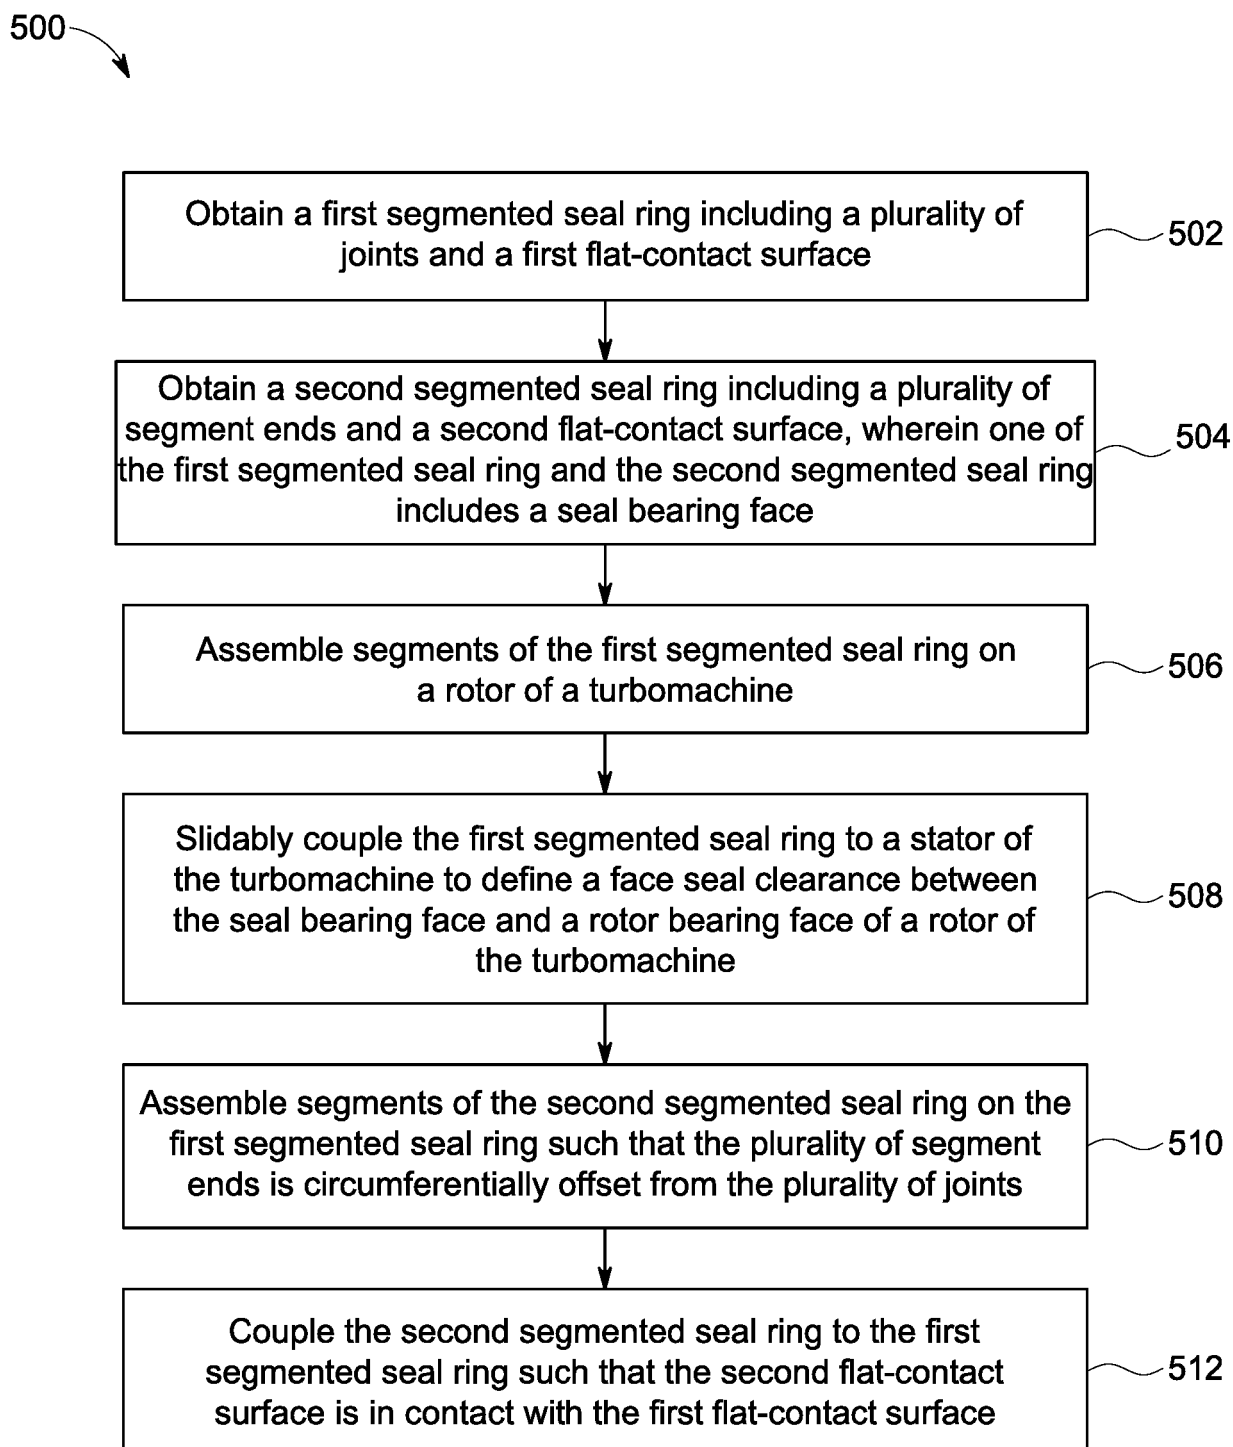 500
Obtain a first segmented seal ring including a plurality of
joints and a first flat-contact surface
502
Obtain a second segmented seal ring including a plurality of
segment ends and a second flat-contact surface, wherein one of
the first segmented seal ring and the second segmented seal ring
includes a seal bearing face
504
Assemble segments of the first segmented seal ring on
a rotor of a turbomachine
506
Slidably couple the first segmented seal ring to a stator of
the turbomachine to define a face seal clearance between
the seal bearing face and a rotor bearing face of a rotor of
the turbomachine
508
Assemble segments of the second segmented seal ring on the
first segmented seal ring such that the plurality of segment
ends is circumferentially offset from the plurality of joints
510
Couple the second segmented seal ring to the first
segmented seal ring such that the second flat-contact
surface is in contact with the first flat-contact surface
512